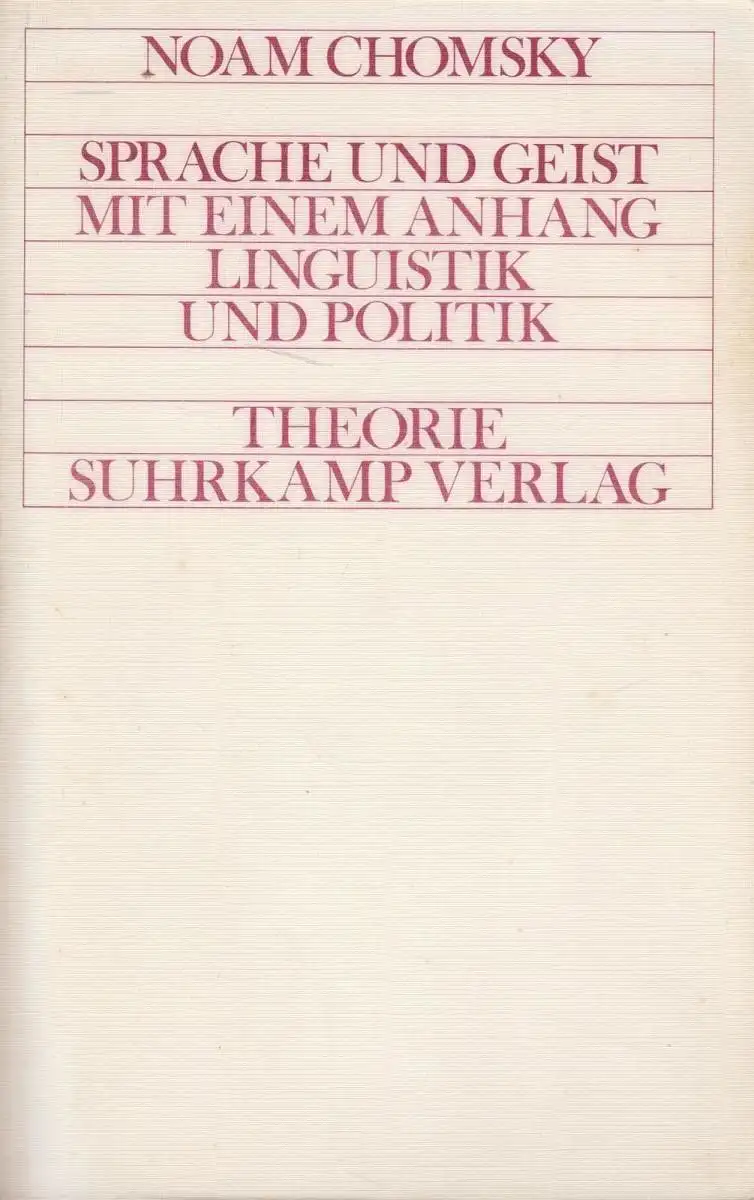 NOAM CHOMSKY
SPRACHE UND GEIST
MIT EINEM ANHANG
LINGUISTIK
UND POLITIK
THEORIE
SUHRKAMP VERLAG